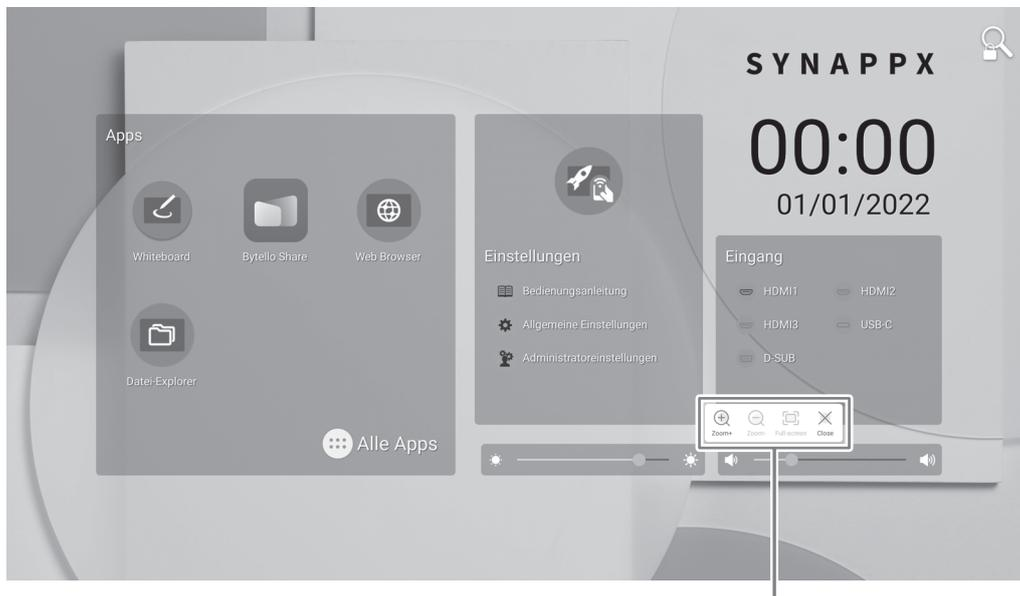 SYNAPPX
00:00
01/01/2022
Apps
Whiteboard
Bytello Share
Web Browser
Datei-Explorer
Alle Apps
Einstellungen
Bedienungsanleitung
Allgemeine Einstellungen
Administratoreinstellungen
Eingang
HDMI1
HDMI2
HDMI3
USB-C
D-SUB
Zoom+
Zoom-
Full screen
Close